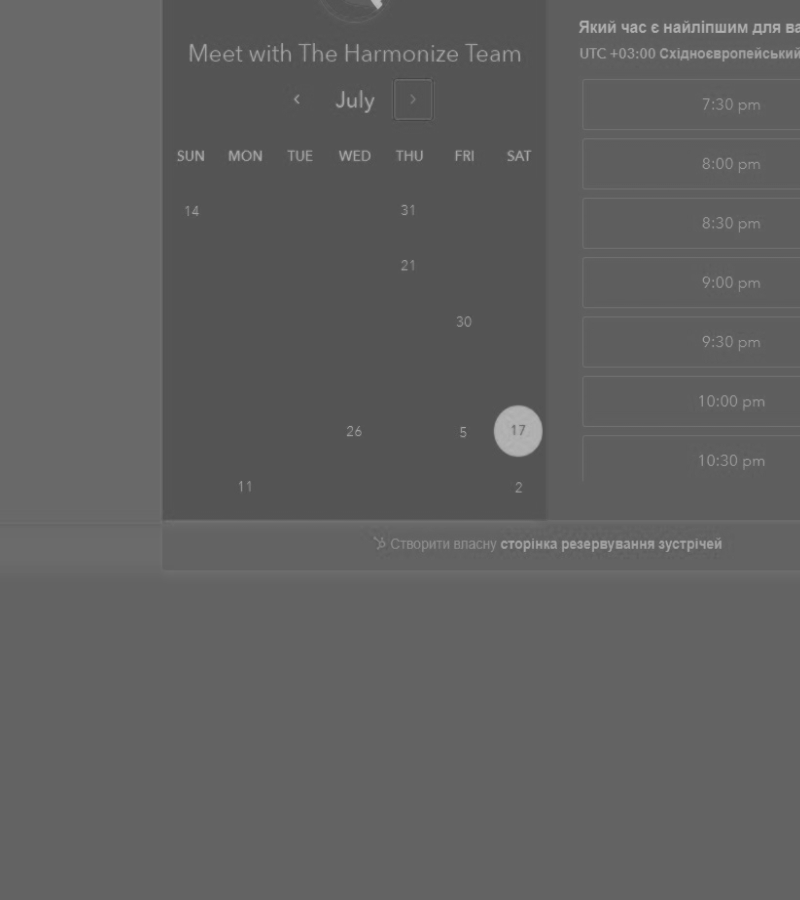 Meet with The Harmonize Team
‹ July ›
SUN MON TUE WED THU FRI SAT
14 31
21
30
26 5 17
11 2
Який час є найліпшим для ва
UTC +03:00 Східноєвропейський
7:30 pm
8:00 pm
8:30 pm
9:00 pm
9:30 pm
10:00 pm
10:30 pm
Створити власну сторінка резервування зустрічей